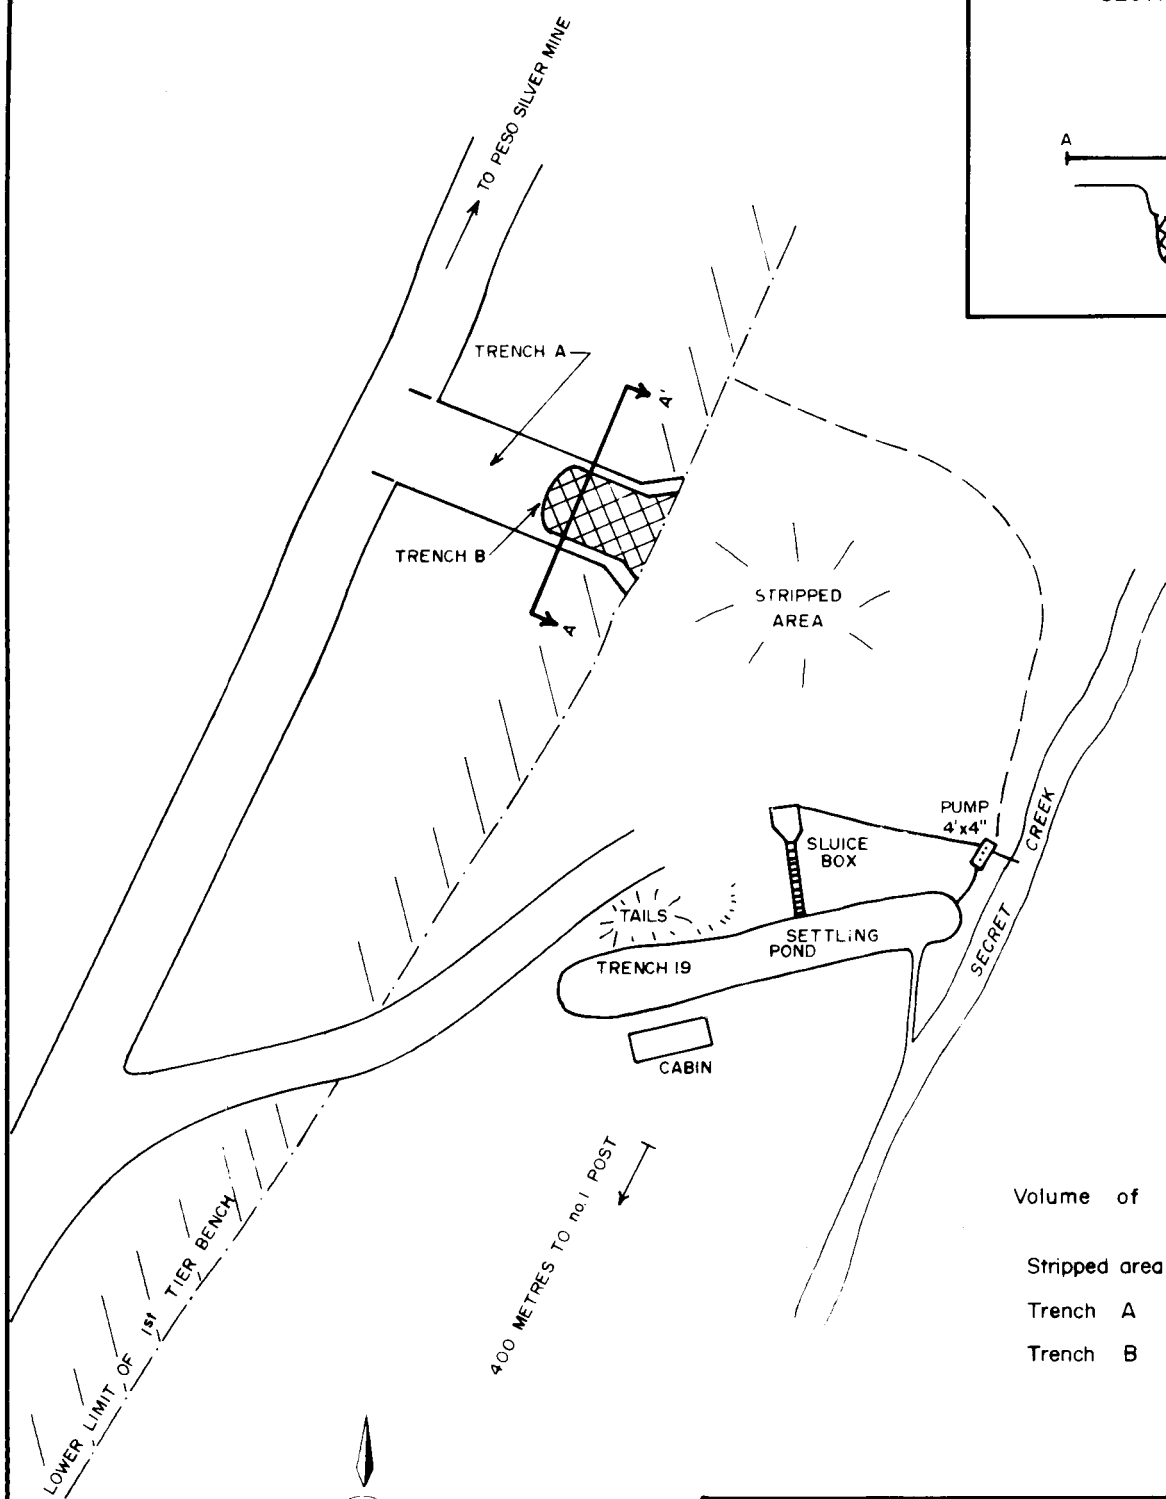 TO PESO SILVER MINE
A
TRENCH A
A'
TRENCH B
A
STRIPPED
AREA
PUMP
4'x4"
SLUICE
BOX
SECRET CREEK
TAILS
SETTLING
POND
TRENCH 19
CABIN
400 METRES TO no.1 POST
LOWER LIMIT OF 1st TIER BENCH
Volume of
Stripped area
Trench A
Trench B